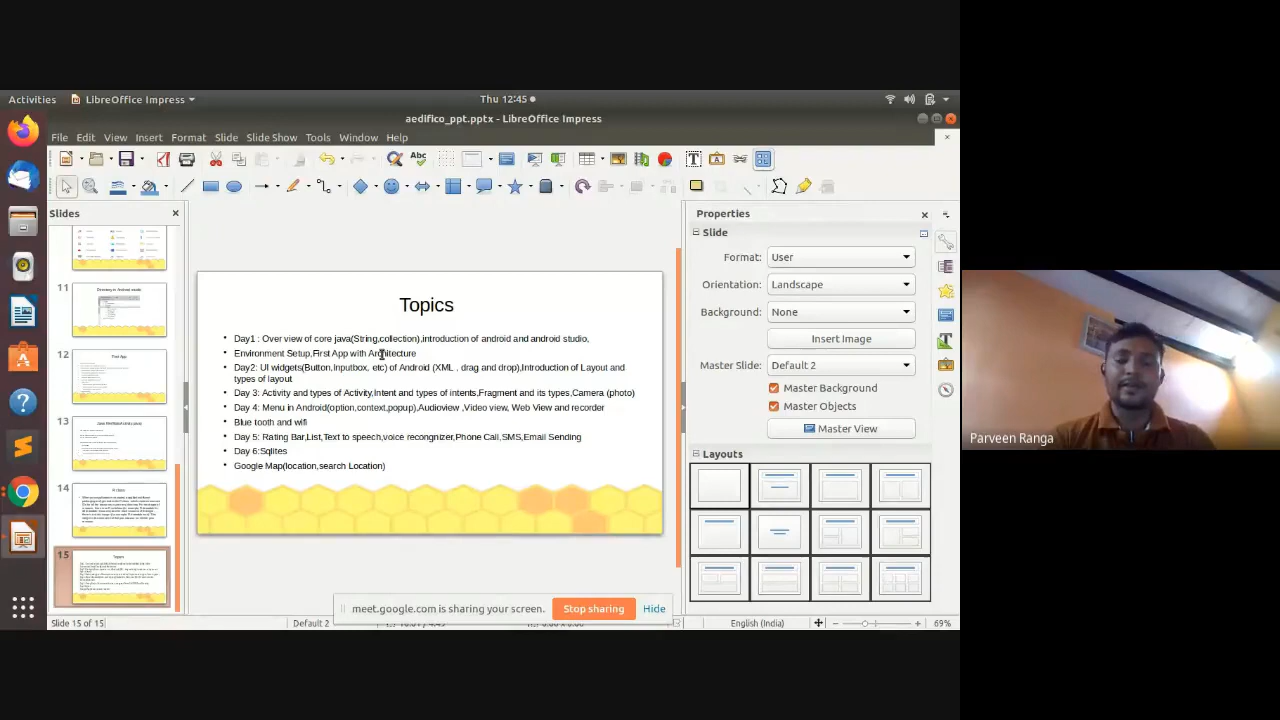 Activities
LibreOffice Impress
Thu 12:45
aedifico_ppt.pptx - LibreOffice Impress
File Edit View Insert Format Slide Slide Show Tools Window Help
Slides
11
12
13
14
15
Topics
Day1 : Over view of core java(String,collection),introduction of android and android studio,
Environment Setup,First App with Architecture
Day2: UI widgets(Button,Inputbox, etc) of Android (XML , drag and drop),Introduction of Layout and
types of layout
Day 3: Activity and types of Activity,Intent and types of intents,Fragment and its types,Camera (photo)
Day 4: Menu in Android(option,context,popup),Audioview ,Video view, Web View and recorder
Blue tooth and wifi
Day 5: Rating Bar,List,Text to speech,voice recongnizer,Phone Call,SMS,Email Sending
Day 6:Sqlites
Google Map(location,search Location)
Properties
Slide
Format: User
Orientation: Landscape
Background: None
Insert Image
Master Slide: Default 2
Master Background
Master Objects
Master View
Layouts
meet.google.com is sharing your screen. Stop sharing Hide
Slide 15 of 15
Default 2
English (India)
69%
Parveen Ranga